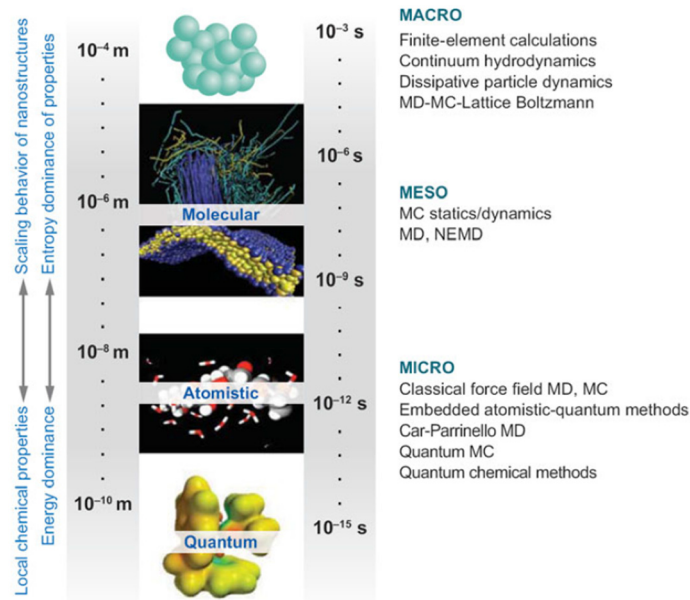 Scaling behavior of nanostructures
Entropy dominance of properties
Local chemical properties
Energy dominance
10⁻⁴ m
10⁻⁶ m
10⁻⁸ m
10⁻¹⁰ m
Molecular
Atomistic
Quantum
10⁻³ s
10⁻⁶ s
10⁻⁹ s
10⁻¹² s
10⁻¹⁵ s
MACRO
Finite-element calculations
Continuum hydrodynamics
Dissipative particle dynamics
MD-MC-Lattice Boltzmann
MESO
MC statics/dynamics
MD, NEMD
MICRO
Classical force field MD, MC
Embedded atomistic-quantum methods
Car-Parrinello MD
Quantum MC
Quantum chemical methods